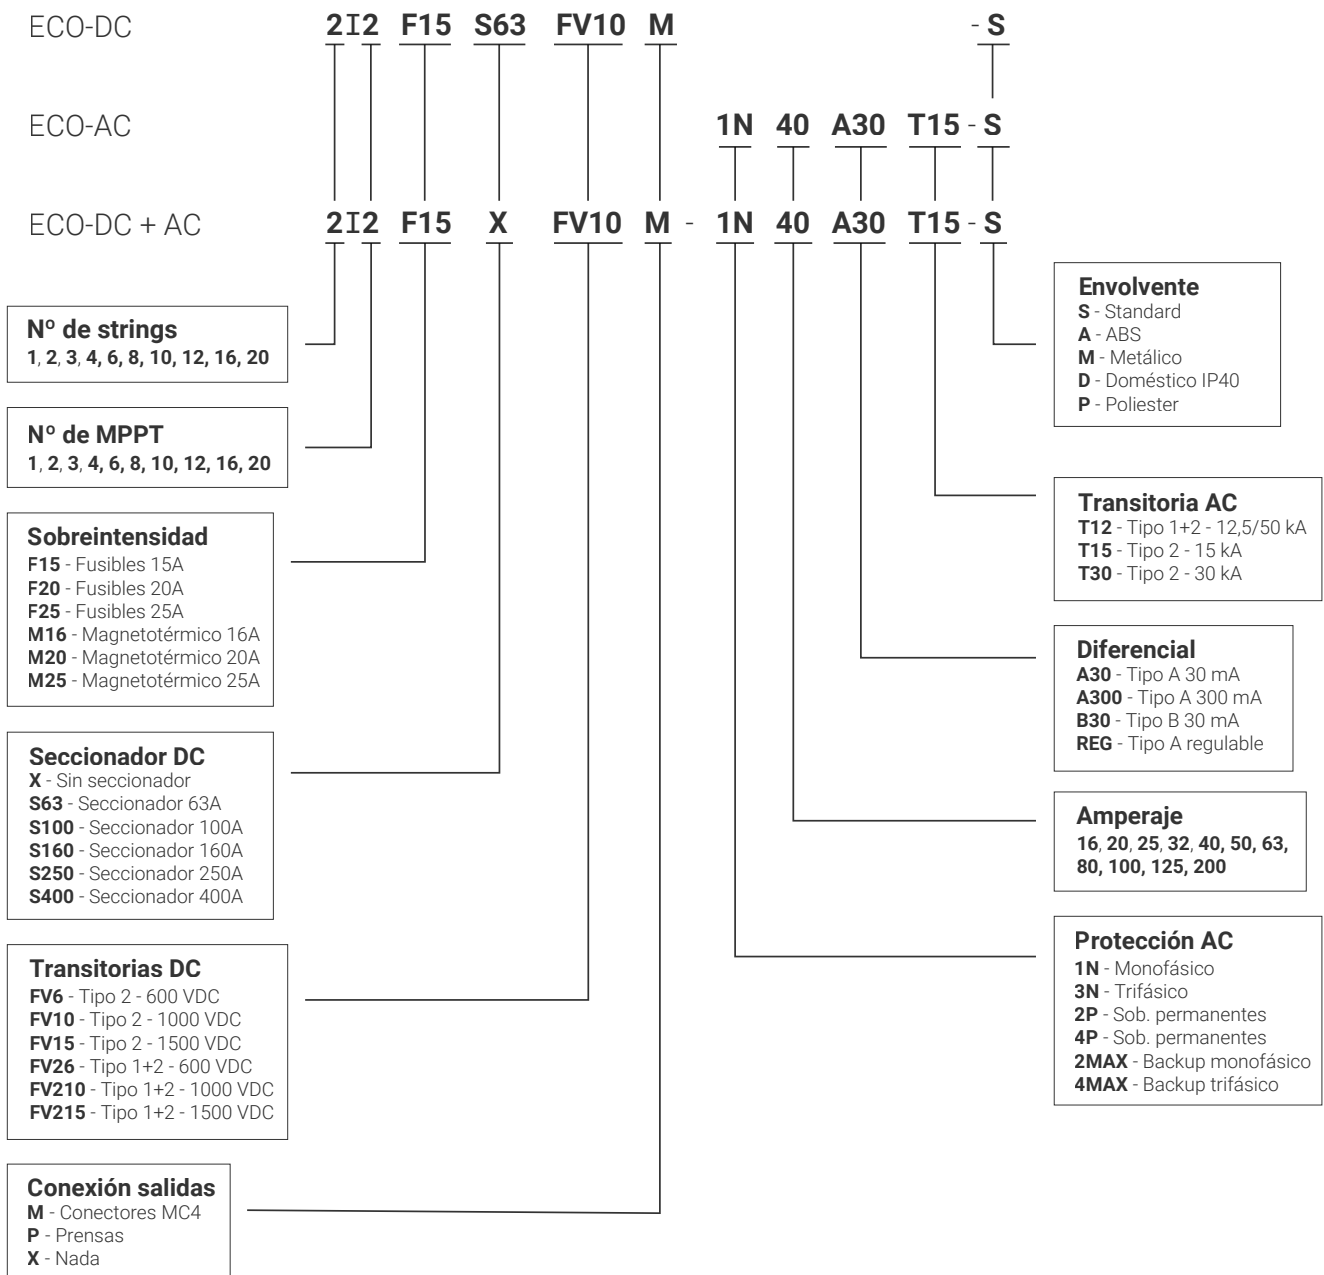 ECO-DC 2I2 F15 S63 FV10 M - S
ECO-AC 1N 40 A30 T15 - S
ECO-DC + AC 2I2 F15 X FV10 M - 1N 40 A30 T15 - S
Nº de strings
1, 2, 3, 4, 6, 8, 10, 12, 16, 20
Nº de MPPT
1, 2, 3, 4, 6, 8, 10, 12, 16, 20
Sobreintensidad
F15 - Fusibles 15A
F20 - Fusibles 20A
F25 - Fusibles 25A
M16 - Magnetotérmico 16A
M20 - Magnetotérmico 20A
M25 - Magnetotérmico 25A
Seccionador DC
X - Sin seccionador
S63 - Seccionador 63A
S100 - Seccionador 100A
S160 - Seccionador 160A
S250 - Seccionador 250A
S400 - Seccionador 400A
Transitorias DC
FV6 - Tipo 2 - 600 VDC
FV10 - Tipo 2 - 1000 VDC
FV15 - Tipo 2 - 1500 VDC
FV26 - Tipo 1+2 - 600 VDC
FV210 - Tipo 1+2 - 1000 VDC
FV215 - Tipo 1+2 - 1500 VDC
Conexión salidas
M - Conectores MC4
P - Prensas
X - Nada
Envolvente
S - Standard
A - ABS
M - Metálico
D - Doméstico IP40
P - Poliester
Transitoria AC
T12 - Tipo 1+2 - 12,5/50 kA
T15 - Tipo 2 - 15 kA
T30 - Tipo 2 - 30 kA
Diferencial
A30 - Tipo A 30 mA
A300 - Tipo A 300 mA
B30 - Tipo B 30 mA
REG - Tipo A regulable
Amperaje
16, 20, 25, 32, 40, 50, 63,
80, 100, 125, 200
Protección AC
1N - Monofásico
3N - Trifásico
2P - Sob. permanentes
4P - Sob. permanentes
2MAX - Backup monofásico
4MAX - Backup trifásico